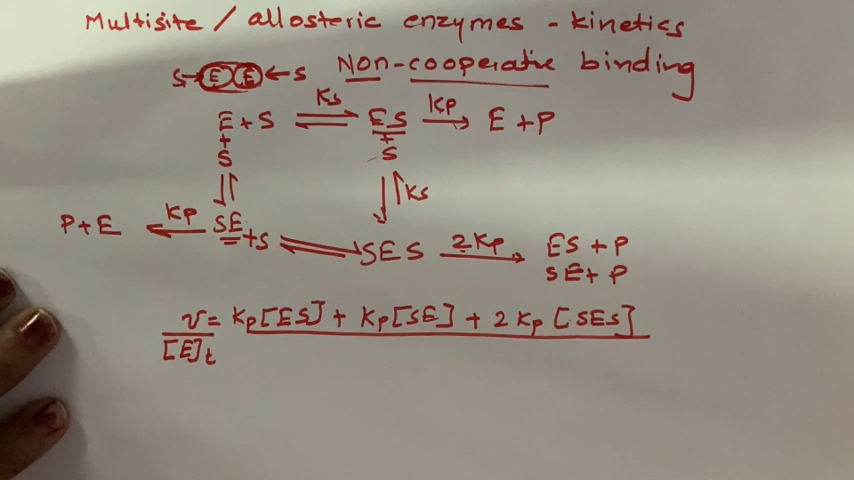 Multisite / allosteric enzymes - kinetics
S→ E E ←S Non-cooperative binding
E + S ⇌ Ks ES → Kp E + P
+ +
S S
⇌ ⇌ Ks
P + E ← Kp SE + S ⇌ SES → 2Kp ES + P
SE + P
v = Kp[ES] + Kp[SE] + 2Kp[SES]
[E]t